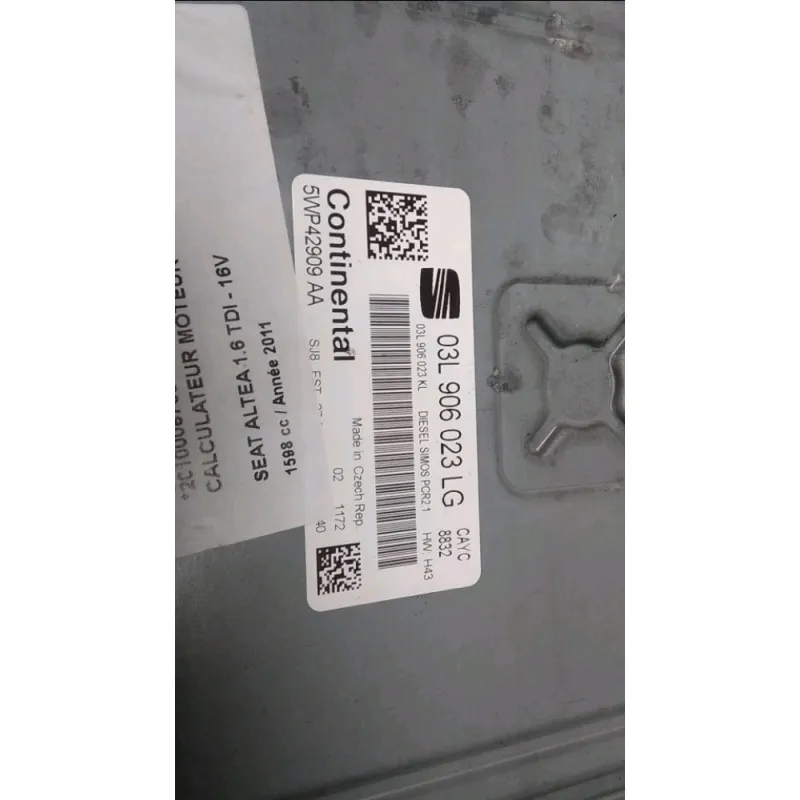 CALCULATEUR MOTEUR
SEAT ALTEA 1.6 TDI - 16V
1598 cc / Année 2011
03L 906 023 LG
CAYC
8832
03L 906 023 KL
DIESEL SIMOS PCR2.1
HW: H43
Continental
5WP42909 AA
Made in Czech Rep.
SJ8
02
1172
40